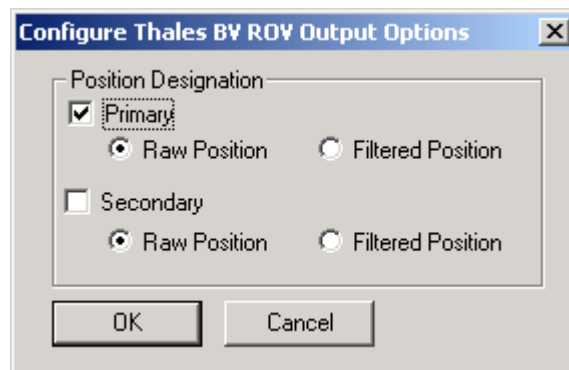 Configure Thales BV ROV Output Options
Position Designation
Primary
Raw Position Filtered Position
Secondary
Raw Position Filtered Position
OK Cancel